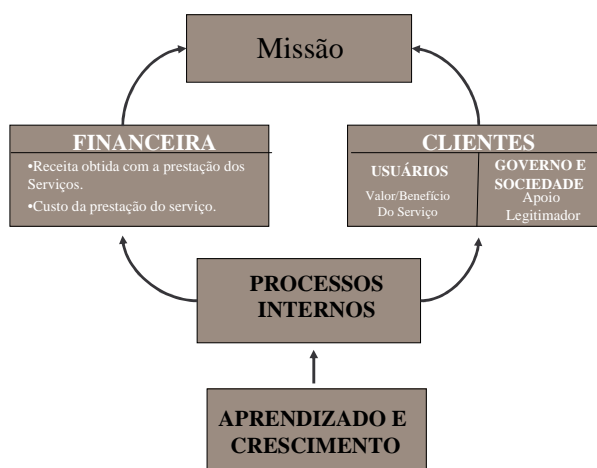 Missão
FINANCEIRA
•Receita obtida com a prestação dos
Serviços.
•Custo da prestação do serviço.
CLIENTES
USUÁRIOS
Valor/Benefício
Do Serviço
GOVERNO E
SOCIEDADE
Apoio
Legitimador
PROCESSOS
INTERNOS
APRENDIZADO E
CRESCIMENTO